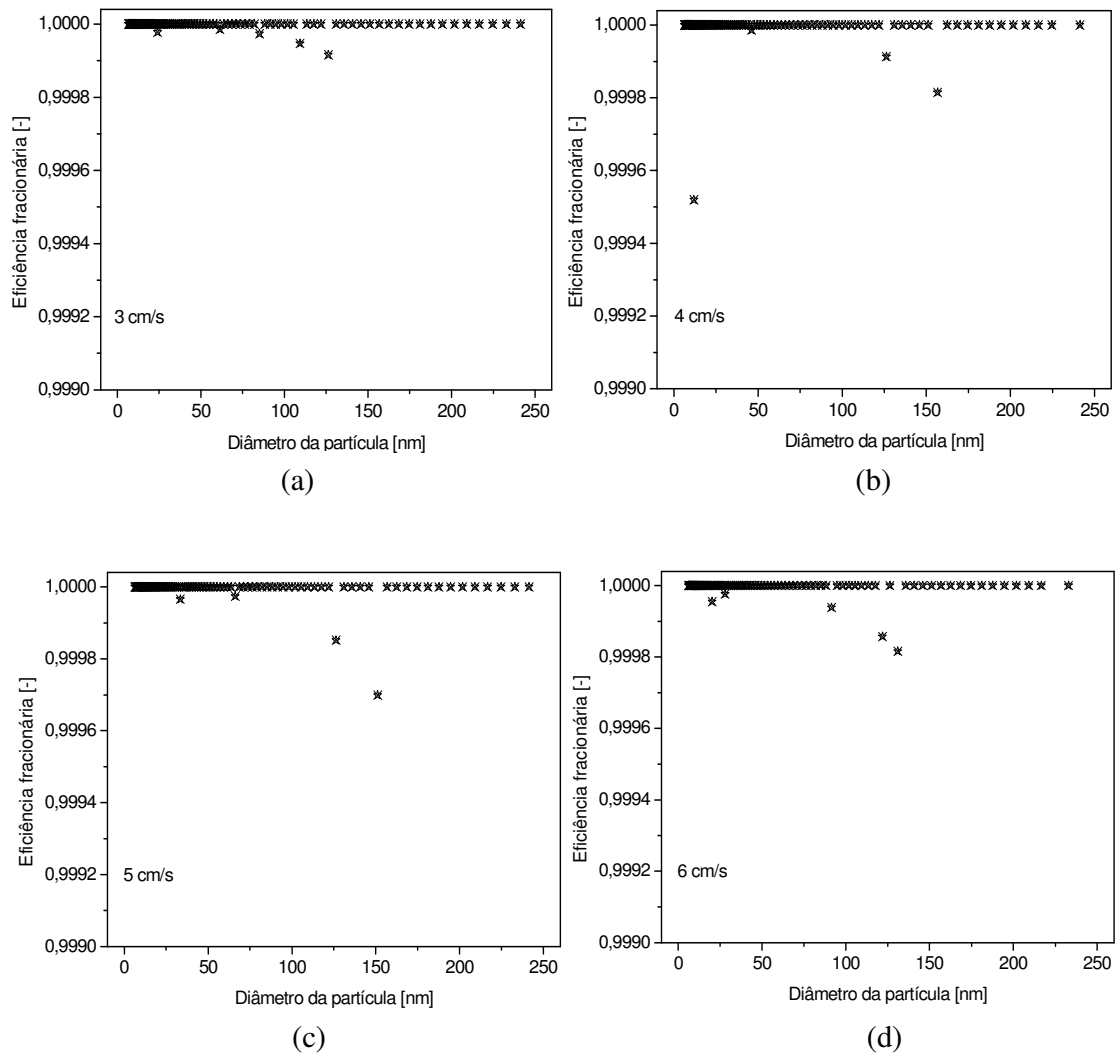 1,0000
0,9998
0,9996
0,9994
0,9992
0,9990
Eficiência fracionária [-]
3 cm/s
0 50 100 150 200 250
Diâmetro da partícula [nm]
(a)
1,0000
0,9998
0,9996
0,9994
0,9992
0,9990
Eficiência fracionária [-]
4 cm/s
0 50 100 150 200 250
Diâmetro da partícula [nm]
(b)
1,0000
0,9998
0,9996
0,9994
0,9992
0,9990
Eficiência fracionária [-]
5 cm/s
0 50 100 150 200 250
Diâmetro da partícula [nm]
(c)
1,0000
0,9998
0,9996
0,9994
0,9992
0,9990
Eficiência fracionária [-]
6 cm/s
0 50 100 150 200 250
Diâmetro da partícula [nm]
(d)